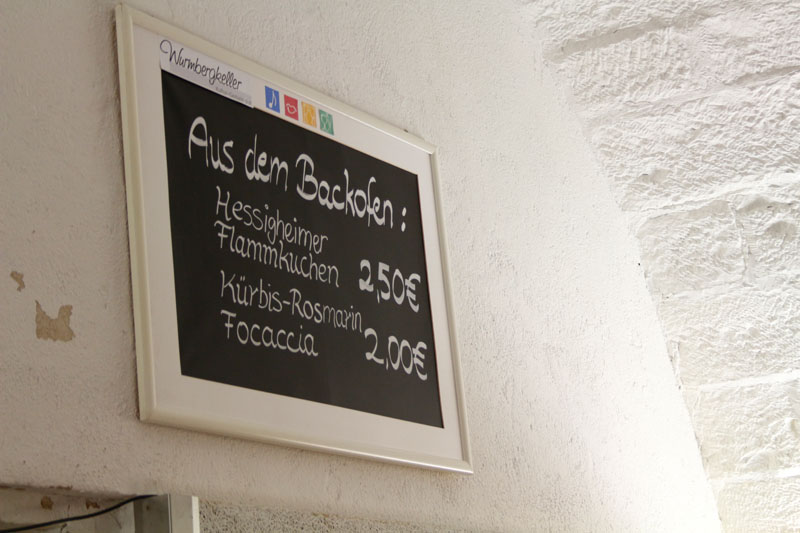 Wurmbergkeller
Aus dem Backofen :
Hessigheimer
Flammkuchen 2,50€
Kürbis-Rosmarin
Focaccia 2,00€